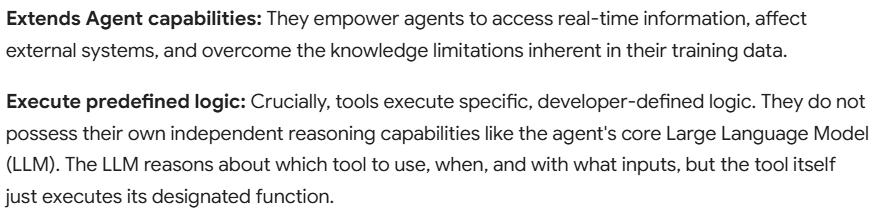 Extends Agent capabilities: They empower agents to access real-time information, affect
external systems, and overcome the knowledge limitations inherent in their training data.
Execute predefined logic: Crucially, tools execute specific, developer-defined logic. They do not
possess their own independent reasoning capabilities like the agent's core Large Language Model
(LLM). The LLM reasons about which tool to use, when, and with what inputs, but the tool itself
just executes its designated function.